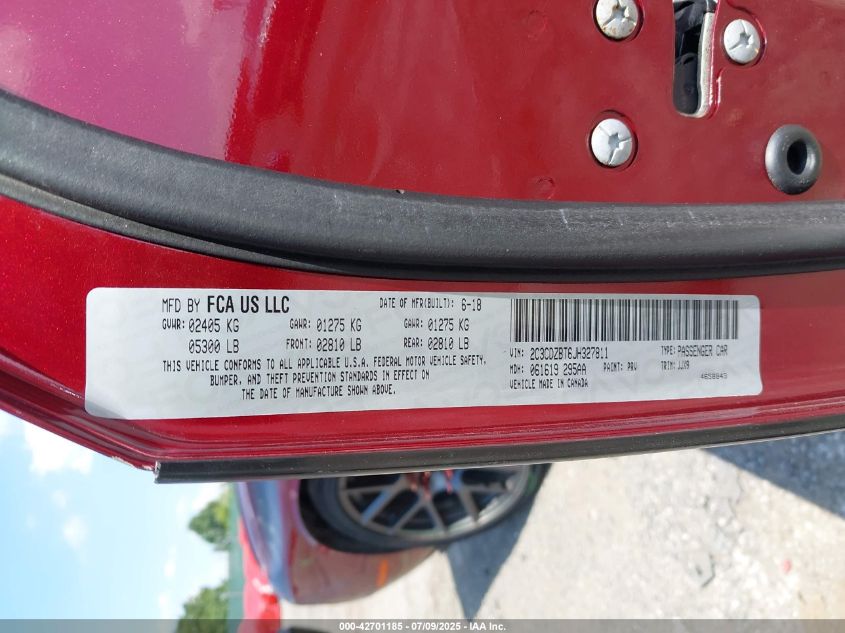 MFD BY FCA US LLC DATE OF MFR(BUILT): 6-18
GVWR: 02405 KG GAWR: 01275 KG GAWR: 01275 KG
05300 LB FRONT: 02810 LB REAR: 02810 LB
THIS VEHICLE CONFORMS TO ALL APPLICABLE U.S.A. FEDERAL MOTOR VEHICLE SAFETY,
BUMPER, AND THEFT PREVENTION STANDARDS IN EFFECT ON
THE DATE OF MANUFACTURE SHOWN ABOVE.
VIN: 2C3CDZBT6JH327811 TYPE: PASSENGER CAR
MDH: 061619 295AA PAINT: PRV TRIM: JJX9
VEHICLE MADE IN CANADA 4658843
000-42701185 07/09/2025 - IAA Inc.